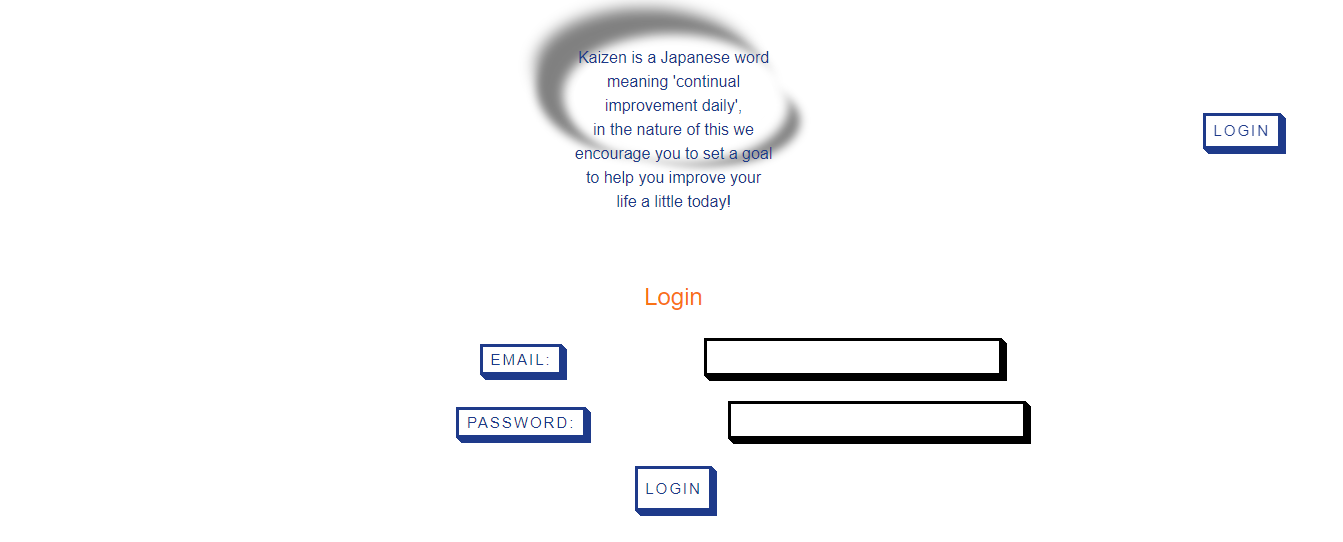 Kaizen is a Japanese word
meaning 'continual
improvement daily',
in the nature of this we
encourage you to set a goal
to help you improve your
life a little today!
LOGIN
Login
EMAIL:
PASSWORD:
LOGIN